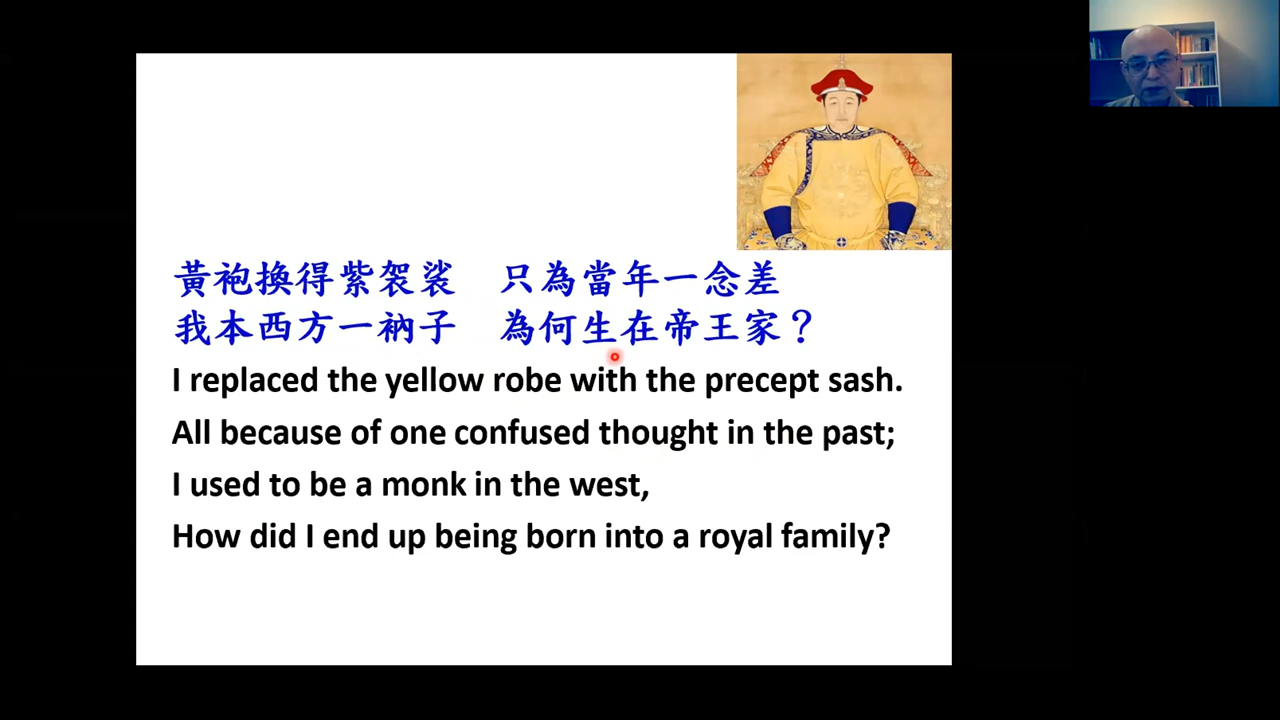 黃袍換得紫袈裟　只為當年一念差
我本西方一衲子　為何生在帝王家？
I replaced the yellow robe with the precept sash.
All because of one confused thought in the past;
I used to be a monk in the west,
How did I end up being born into a royal family?